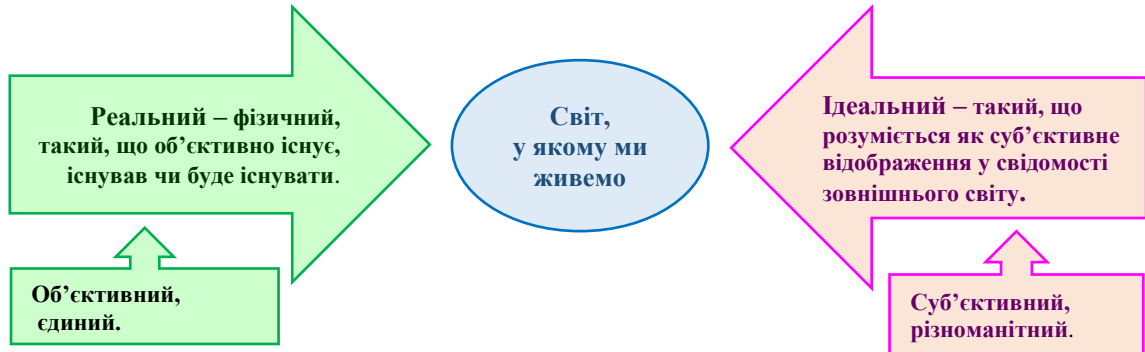 Реальний – фізичний,
такий, що об’єктивно існує,
існував чи буде існувати.
Об’єктивний,
єдиний.
Світ,
у якому ми
живемо
Ідеальний – такий, що
розуміється як суб’єктивне
відображення у свідомості
зовнішнього світу.
Суб’єктивний,
різноманітний.